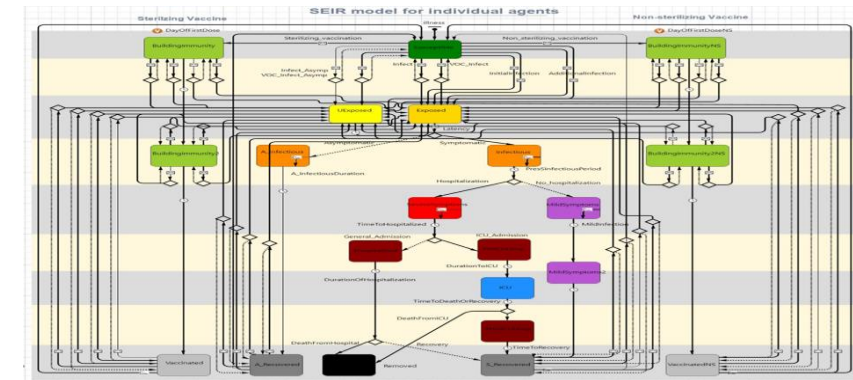 SEIR model for individual agents
Sterilizing Vaccine
Non-sterilizing Vaccine
illness
DayOfFirstDose
DayOfFirstDoseNS
Sterilizing_vaccination
Non_sterilizing_vaccination
BuildingImmunity
BuildingImmunityNS
Infect_Asymp
VOC_Infect_Asymp
Infect
VOC_Infect
InitialInfection
AdditionalInfection
UExposed
Exposed
Latency
Asymptomatic
Symptomatic
BuildingImmunity2
A_Infectious
Infectious
BuildingImmunity2NS
A_InfectiousDuration
PresSInfectiousPeriod
Hospitalization
No_hospitalization
MildSymptoms
TimeToHospitalized
MildInfection
General_Admission
ICU_Admission
DurationToICU
MildSymptoms2
DurationOfHospitalization
ICU
TimeToDeathOrRecovery
DeathFromICU
DeathFromHospital
Recovery
TimeToRecovery
Vaccinated
A_Recovered
Removed
S_Recovered
VaccinatedNS